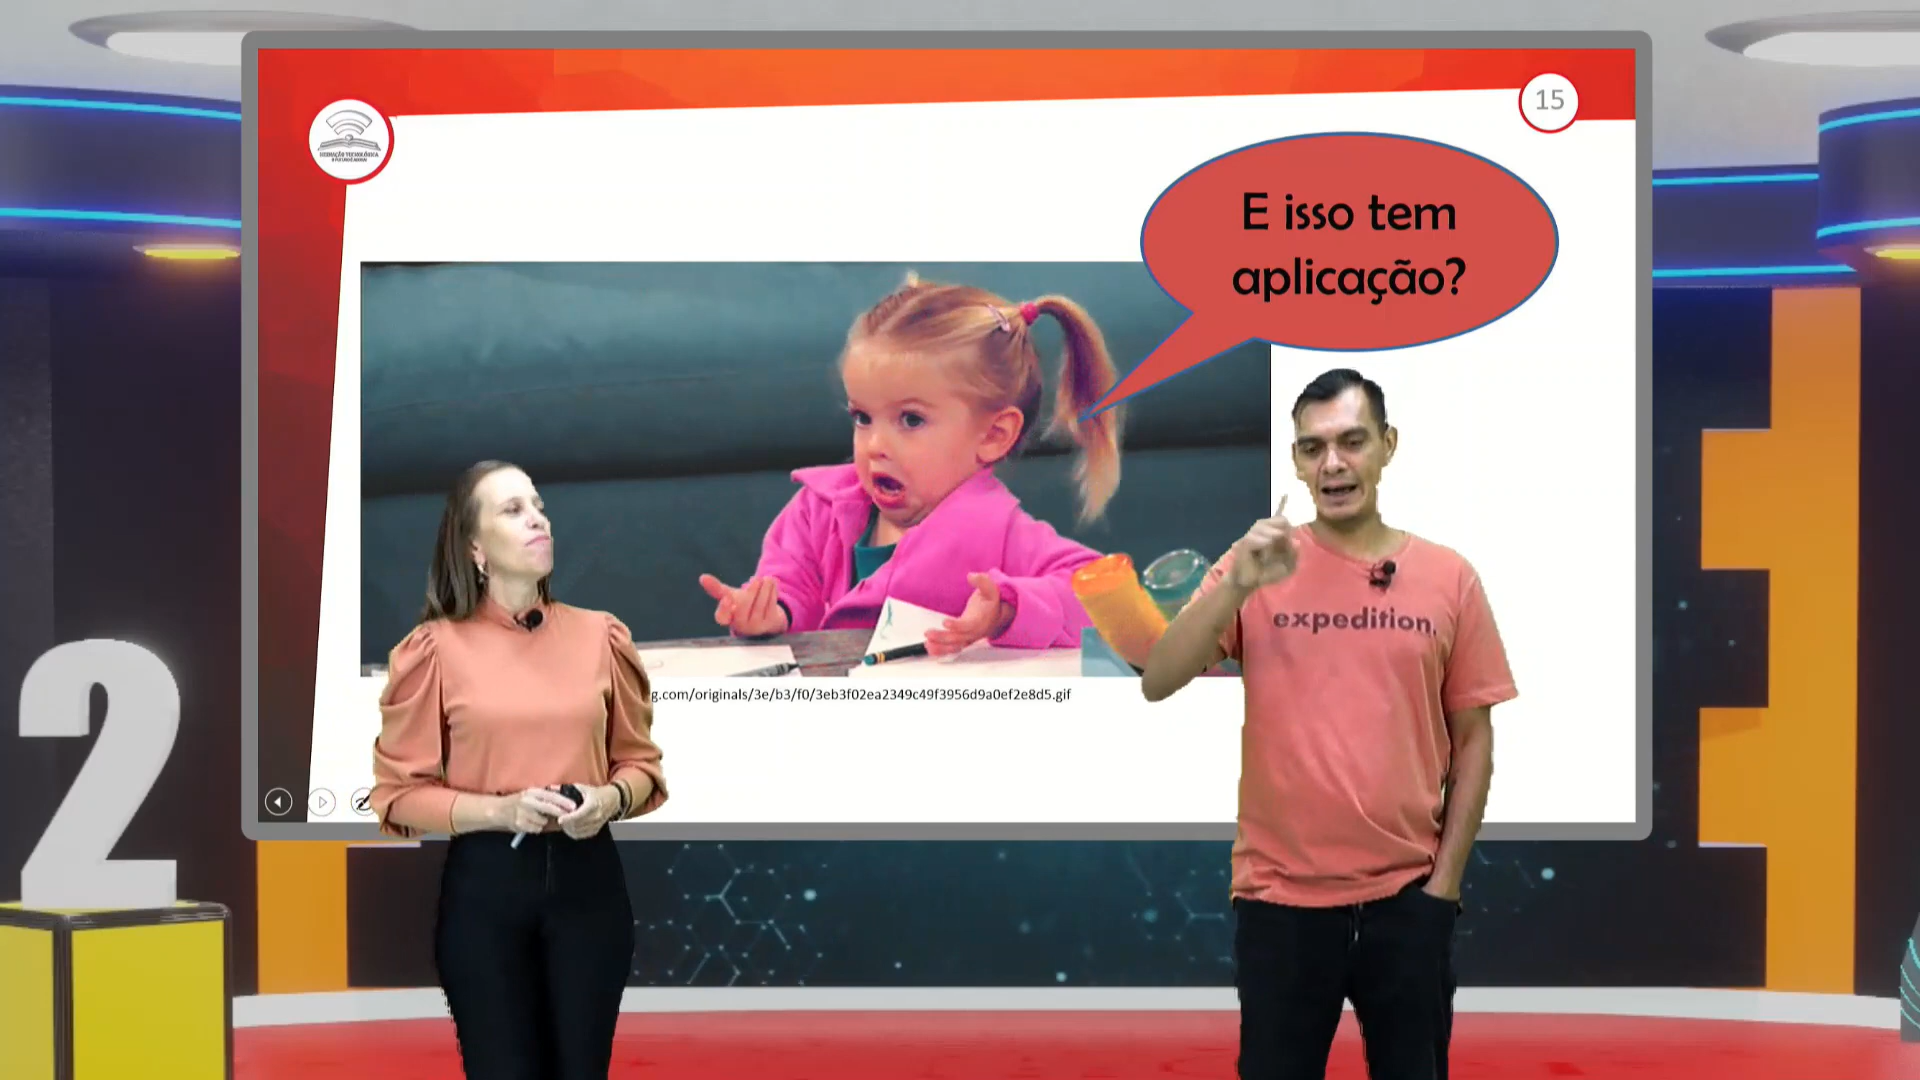 15
E isso tem
aplicação?
expedition.
g.com/originals/3e/b3/f0/3eb3f02ea2349c49f3956d9a0ef2e8d5.gif
2